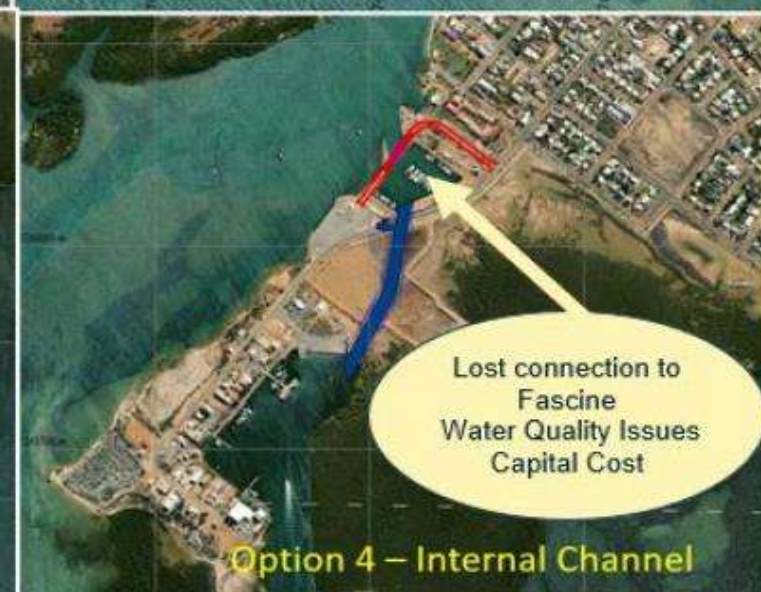 Lost connection to
Fascine
Water Quality Issues
Capital Cost
Option 4 – Internal Channel